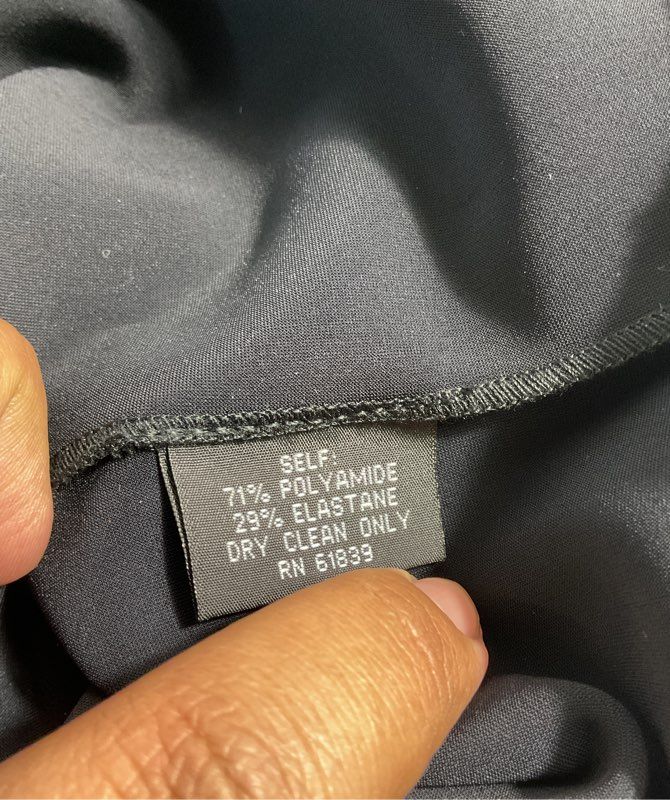 SELF:
71% POLYAMIDE
29% ELASTANE
DRY CLEAN ONLY
RN 61839